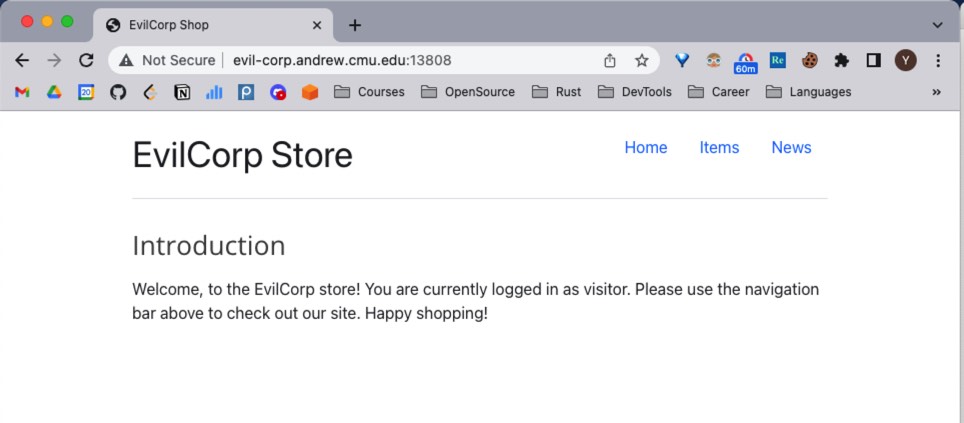 EvilCorp Shop
Not Secure evil-corp.andrew.cmu.edu:13808
60m
Re
Y
20
Courses OpenSource Rust DevTools Career Languages
EvilCorp Store
Home Items News
Introduction
Welcome, to the EvilCorp store! You are currently logged in as visitor. Please use the navigation
bar above to check out our site. Happy shopping!